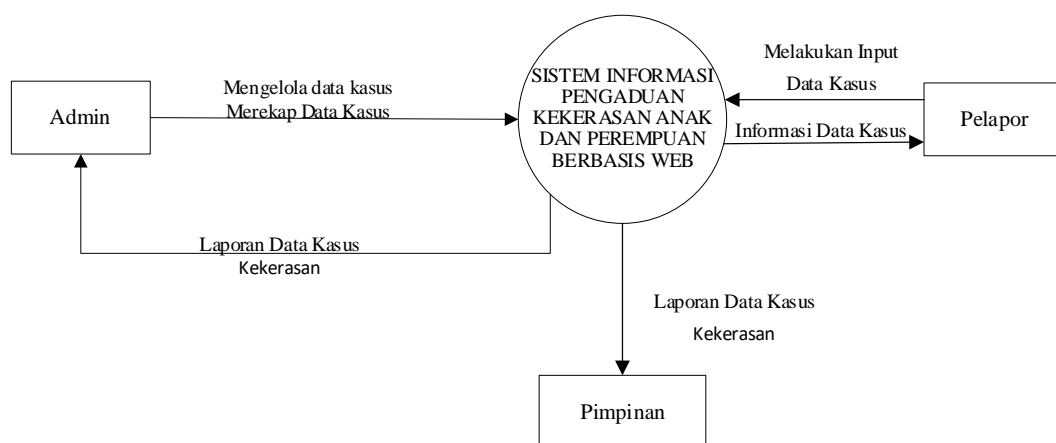 Admin
Mengelola data kasus
Merekap Data Kasus
SISTEM INFORMASI
PENGADUAN
KEKERASAN ANAK
DAN PEREMPUAN
BERBASIS WEB
Melakukan Input
Data Kasus
Informasi Data Kasus
Pelapor
Laporan Data Kasus
Kekerasan
Laporan Data Kasus
Kekerasan
Pimpinan